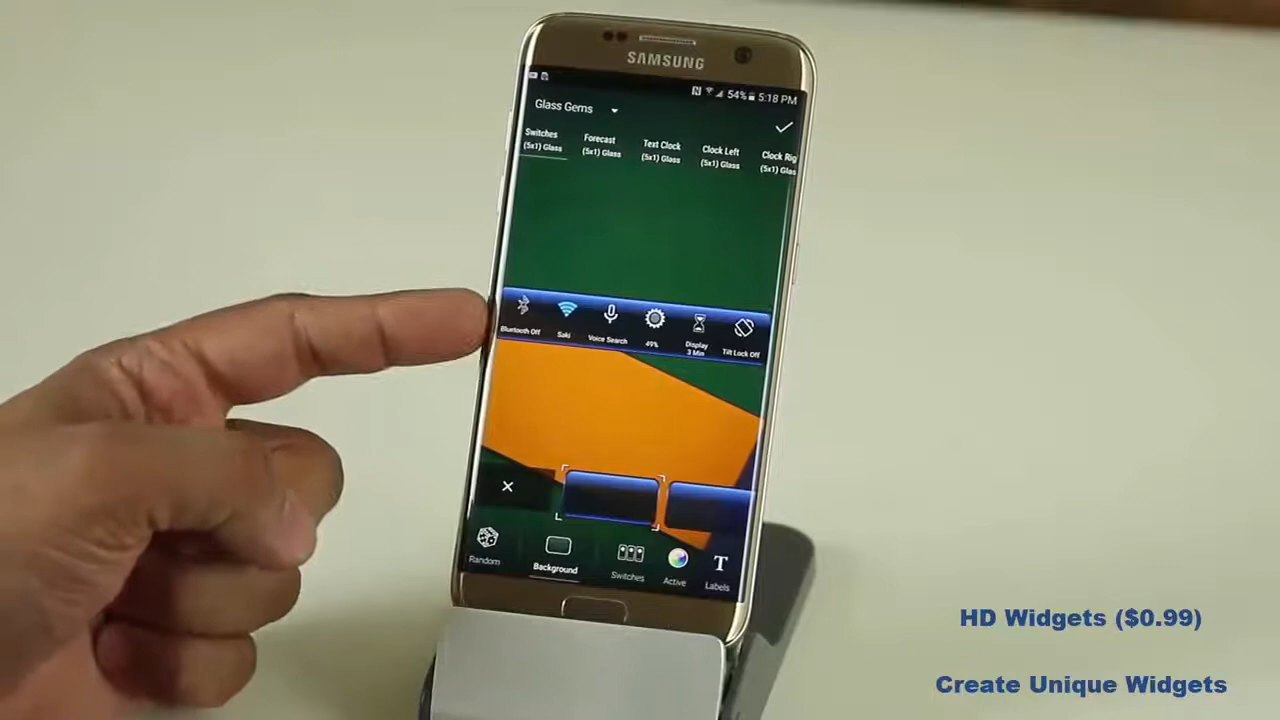 SAMSUNG
54% 5:18 PM
Glass Gems
Switches
(5x1) Glass
Forecast
(5x1) Glass
Text Clock
(5x1) Glass
Clock Left
(5x1) Glass
Clock Rig
(5x1) Glas
Bluetooth Off
Saki
Voice Search
49%
Display
3 Min
Tilt Lock Off
Random
Background
Switches
Active
T
Labels
HD Widgets ($0.99)
Create Unique Widgets